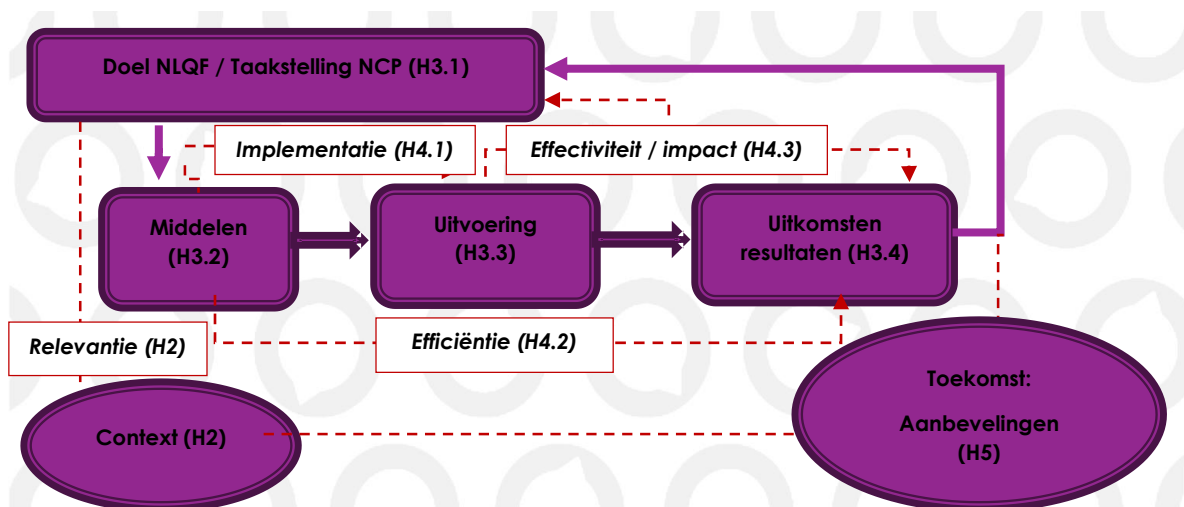 Doel NLQF / Taakstelling NCP (H3.1)
Implementatie (H4.1)
Effectiviteit / impact (H4.3)
Middelen
(H3.2)
Uitvoering
(H3.3)
Uitkomsten
resultaten (H3.4)
Relevantie (H2)
Efficiëntie (H4.2)
Context (H2)
Toekomst:
Aanbevelingen
(H5)